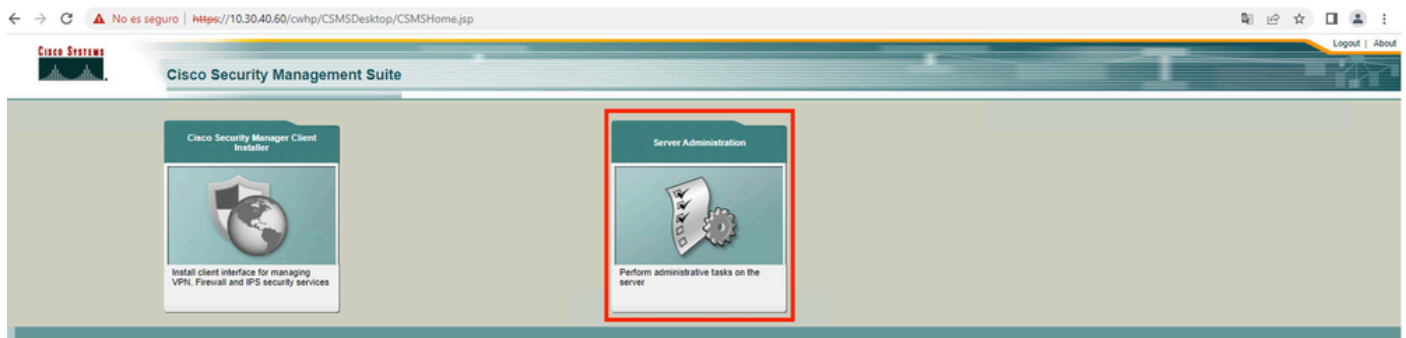 No es seguro | https://10.30.40.60/cwhp/CSMSDesktop/CSMSHome.jsp
Logout | About
CISCO SYSTEMS
Cisco Security Management Suite
Cisco Security Manager Client
Installer
Server Administration
Install client interface for managing
VPN, Firewall and IPS security services
Perform administrative tasks on the
server